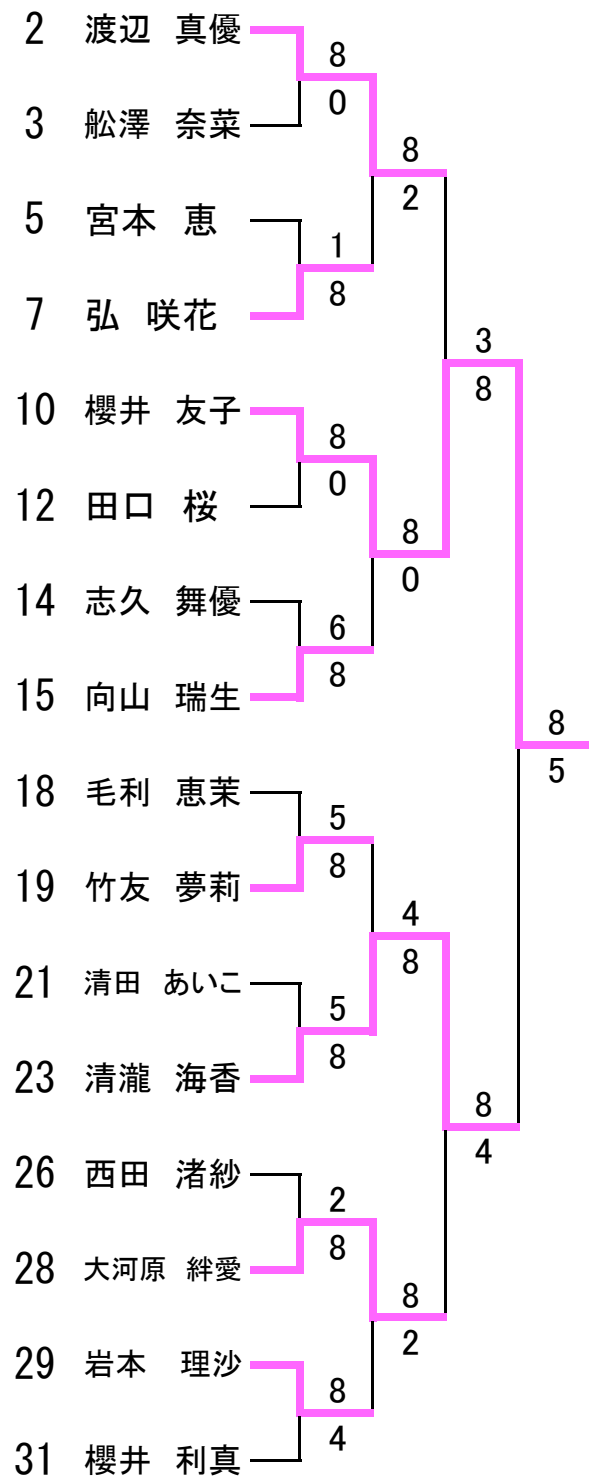 2 渡辺 真優
8
0
3 舩澤 奈菜
8
2
5 宮本 恵
1
8
7 弘 咲花
3
8
10 櫻井 友子
8
0
12 田口 桜
8
0
14 志久 舞優
6
8
15 向山 瑞生
8
5
18 毛利 恵茉
5
8
19 竹友 夢莉
4
8
21 清田 あいこ
5
8
23 清瀧 海香
8
4
26 西田 渚紗
2
8
28 大河原 絆愛
8
2
29 岩本 理沙
8
4
31 櫻井 利真